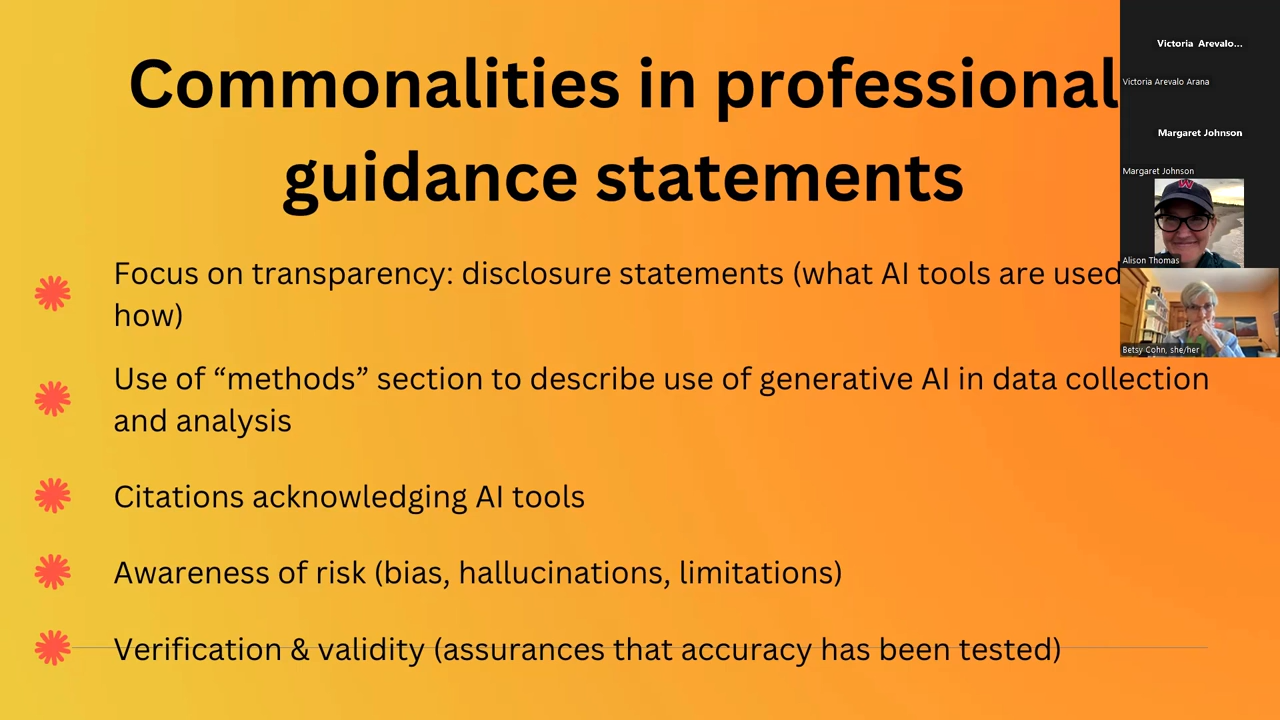 Commonalities in professional
guidance statements
Focus on transparency: disclosure statements (what AI tools are used
how)
Use of “methods” section to describe use of generative AI in data collection
and analysis
Citations acknowledging AI tools
Awareness of risk (bias, hallucinations, limitations)
Verification & validity (assurances that accuracy has been tested)
Victoria Arevalo...
Victoria Arevalo Arana
Margaret Johnson
Margaret Johnson
W
Alison Thomas
Betsy Cohn, she/her